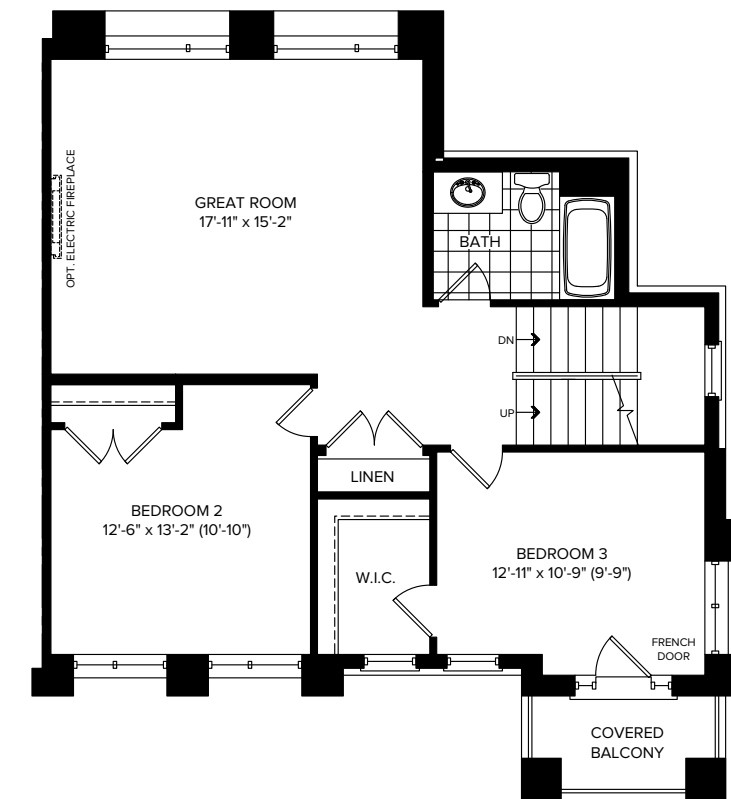 GREAT ROOM
17'-11" x 15'-2"
OPT. ELECTRIC FIREPLACE
BATH
DN
UP
LINEN
BEDROOM 2
12'-6" x 13'-2" (10'-10")
W.I.C.
BEDROOM 3
12'-11" x 10'-9" (9'-9")
FRENCH
DOOR
COVERED
BALCONY